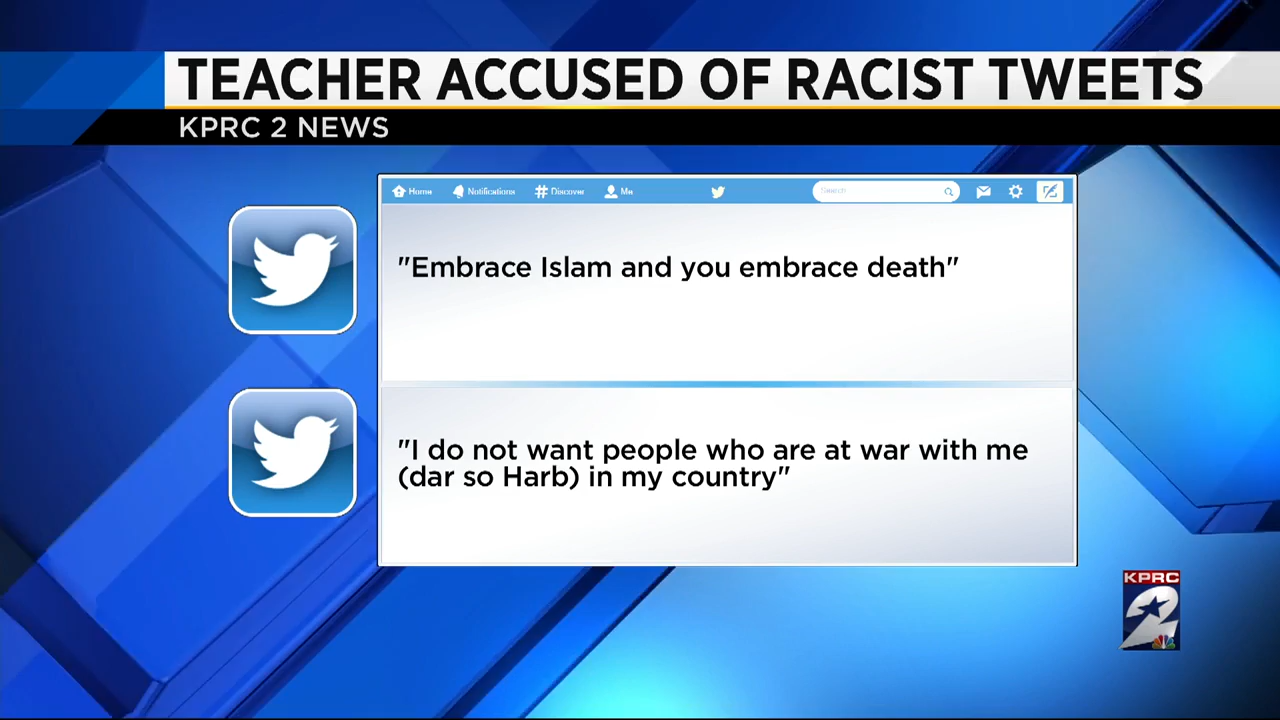 TEACHER ACCUSED OF RACIST TWEETS
KPRC 2 NEWS
Home Notifications Discover Me Search
"Embrace Islam and you embrace death"
"I do not want people who are at war with me
(dar so Harb) in my country"
KPRC
2